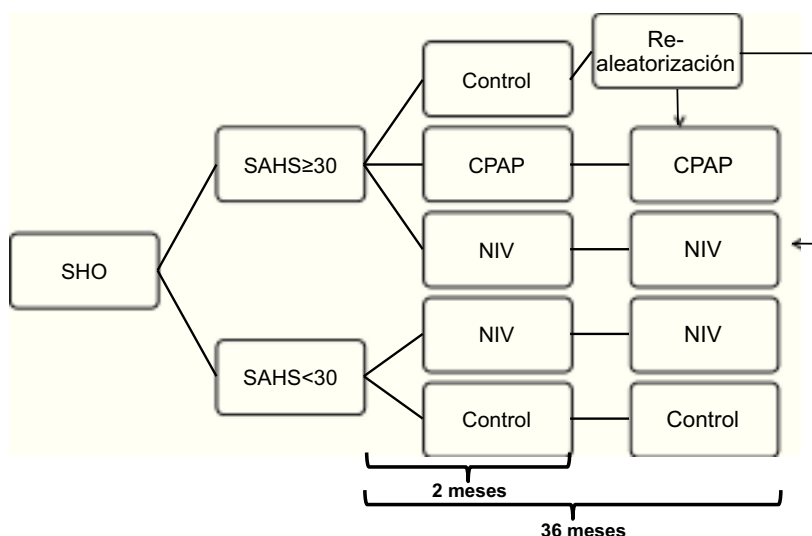 Re-
aleatorización
Control
SAHS≥30
CPAP
CPAP
NIV
NIV
SHO
NIV
NIV
SAHS<30
Control
Control
2 meses
36 meses